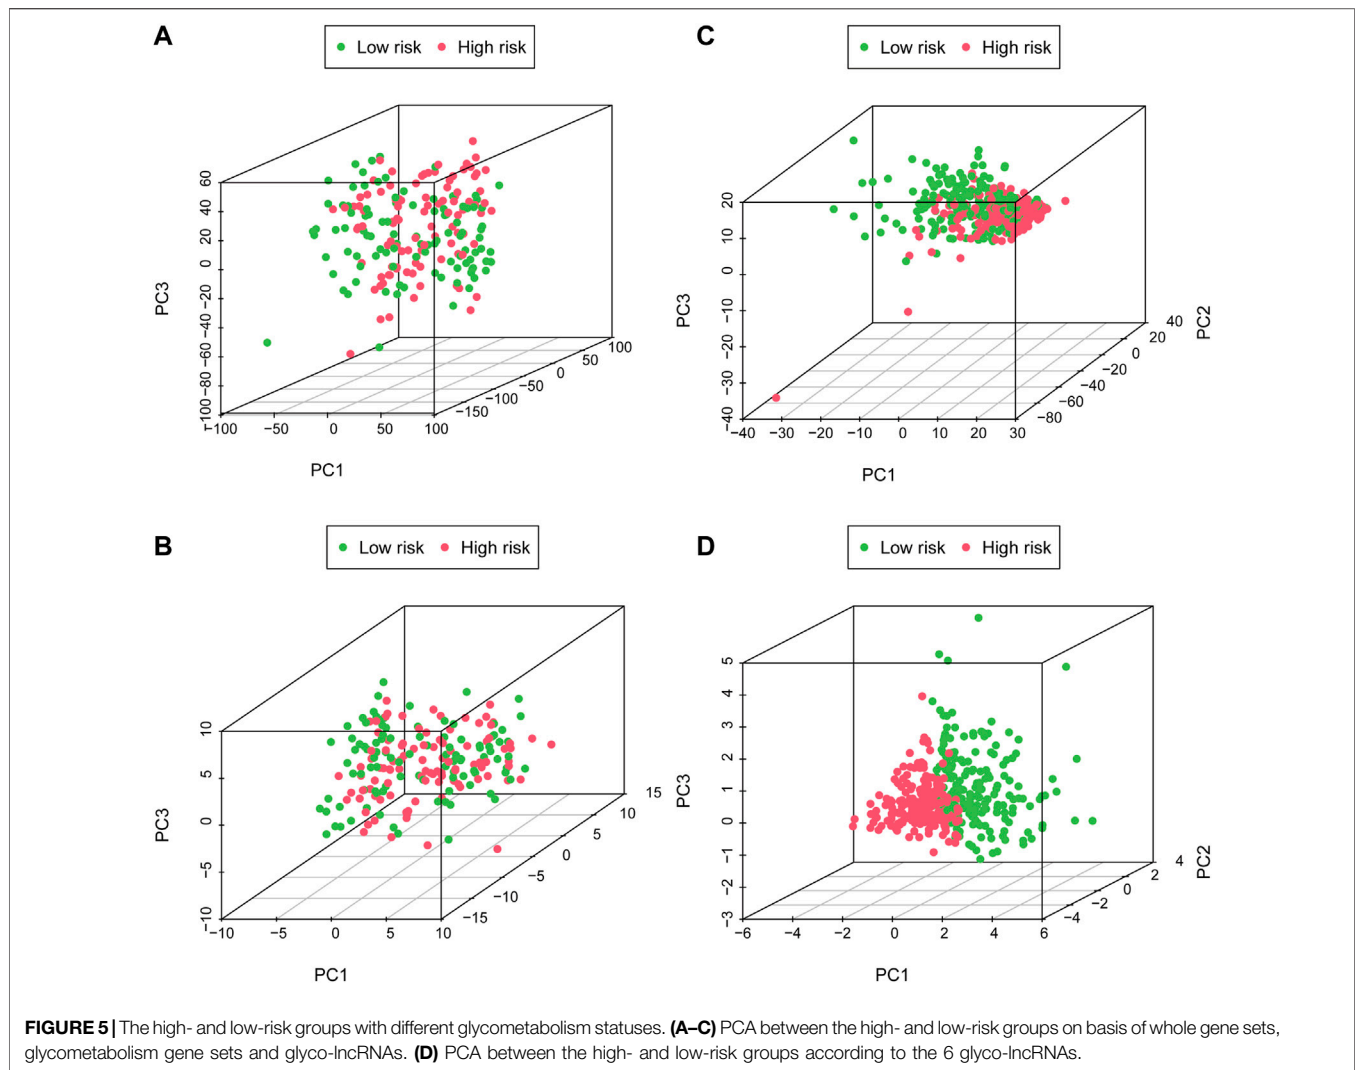 A
Low risk High risk
60
40
20
0
−20
−40
−60
−80
−100
PC3
−100 −50 0 50 100
PC1
−150 −100 −50 0 50 100
C
Low risk High risk
20
10
0
−10
−20
−30
−40
PC3
−40 −30 −20 −10 0 10 20 30
PC1
−80 −60 −40 −20 0 20 40
PC2
B
Low risk High risk
10
5
0
−5
−10
PC3
−10 −5 0 5 10
PC1
−15 −10 −5 0 5 10 15
D
Low risk High risk
5
4
3
2
1
0
−1
−2
−3
PC3
−6 −4 −2 0 2 4 6
PC1
−4 −2 0 2 4
PC2
FIGURE 5 | The high- and low-risk groups with different glycometabolism statuses. (A–C) PCA between the high- and low-risk groups on basis of whole gene sets,
glycometabolism gene sets and glyco-lncRNAs. (D) PCA between the high- and low-risk groups according to the 6 glyco-lncRNAs.